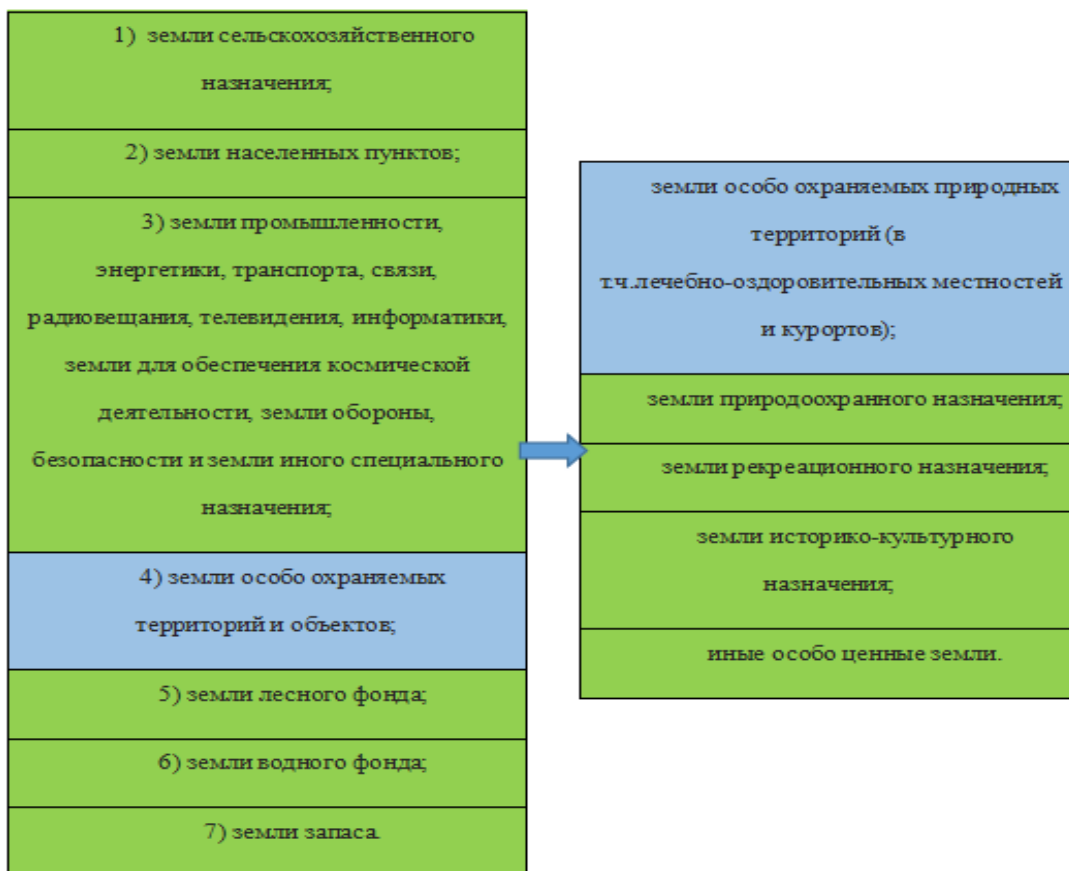 1) земли сельскохозяйственного
назначения;
2) земли населенных пунктов;
3) земли промышленности,
энергетики, транспорта, связи,
радиовещания, телевидения, информатики,
земли для обеспечения космической
деятельности, земли обороны,
безопасности и земли иного специального
назначения;
4) земли особо охраняемых
территорий и объектов;
5) земли лесного фонда;
6) земли водного фонда;
7) земли запаса.
земли особо охраняемых природных
территорий (в
т.ч.лечебно-оздоровительных местностей
и курортов);
земли природоохранного назначения;
земли рекреационного назначения;
земли историко-культурного
назначения;
иные особо ценные земли.